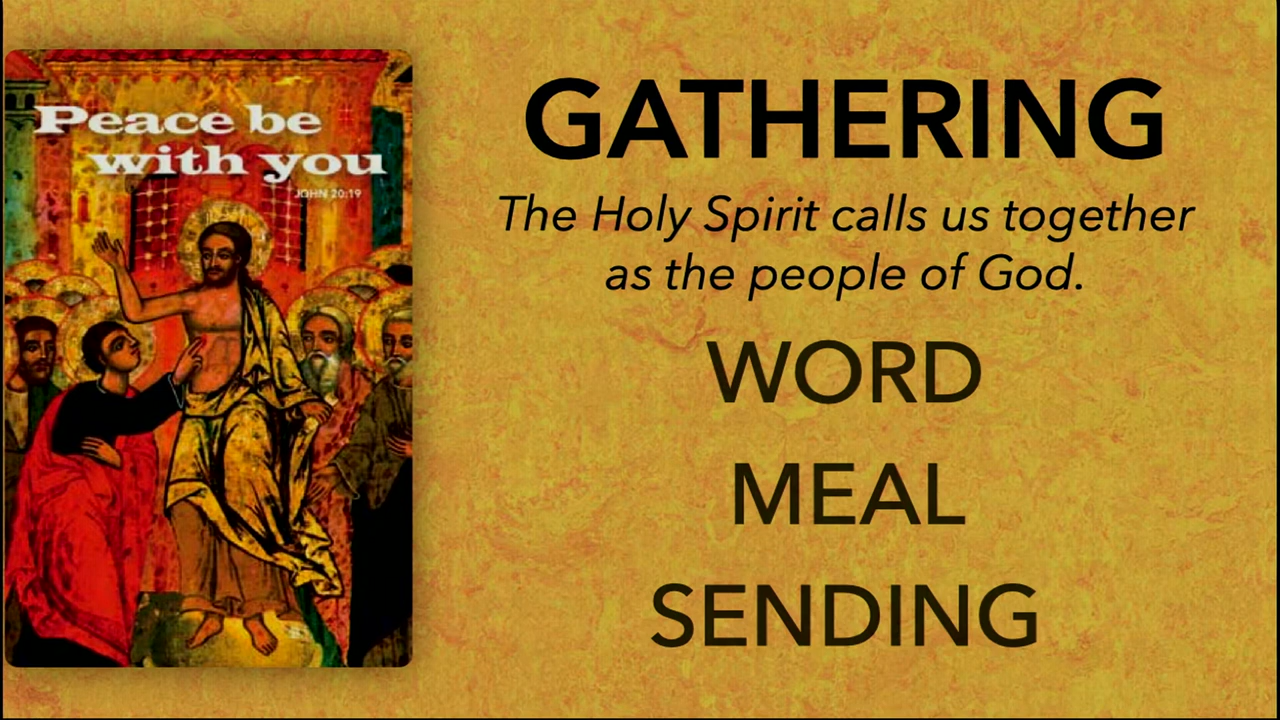 Peace be
with you
JOHN 20:19
GATHERING
The Holy Spirit calls us together
as the people of God.
WORD
MEAL
SENDING